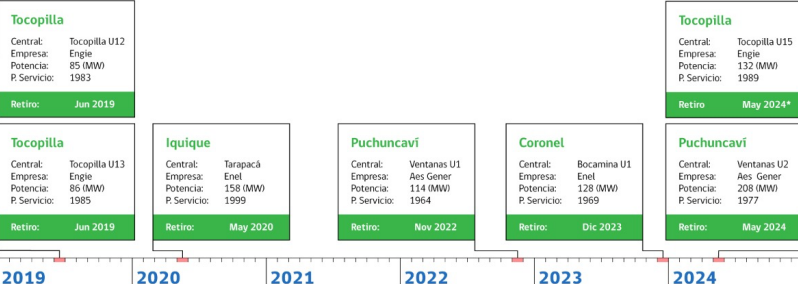 Tocopilla
Central: Tocopilla U12
Empresa: Engie
Potencia: 85 (MW)
P. Servicio: 1983
Retiro: Jun 2019
Tocopilla
Central: Tocopilla U15
Empresa: Engie
Potencia: 132 (MW)
P. Servicio: 1989
Retiro May 2024*
Tocopilla
Central: Tocopilla U13
Empresa: Engie
Potencia: 86 (MW)
P. Servicio: 1985
Retiro: Jun 2019
Iquique
Central: Tarapacá
Empresa: Enel
Potencia: 158 (MW)
P. Servicio: 1999
Retiro: May 2020
Puchuncaví
Central: Ventanas U1
Empresa: Aes Gener
Potencia: 114 (MW)
P. Servicio: 1964
Retiro: Nov 2022
Coronel
Central: Bocamina U1
Empresa: Enel
Potencia: 128 (MW)
P. Servicio: 1969
Retiro: Dic 2023
Puchuncaví
Central: Ventanas U2
Empresa: Aes Gener
Potencia: 208 (MW)
P. Servicio: 1977
Retiro: May 2024
2019 2020 2021 2022 2023 2024